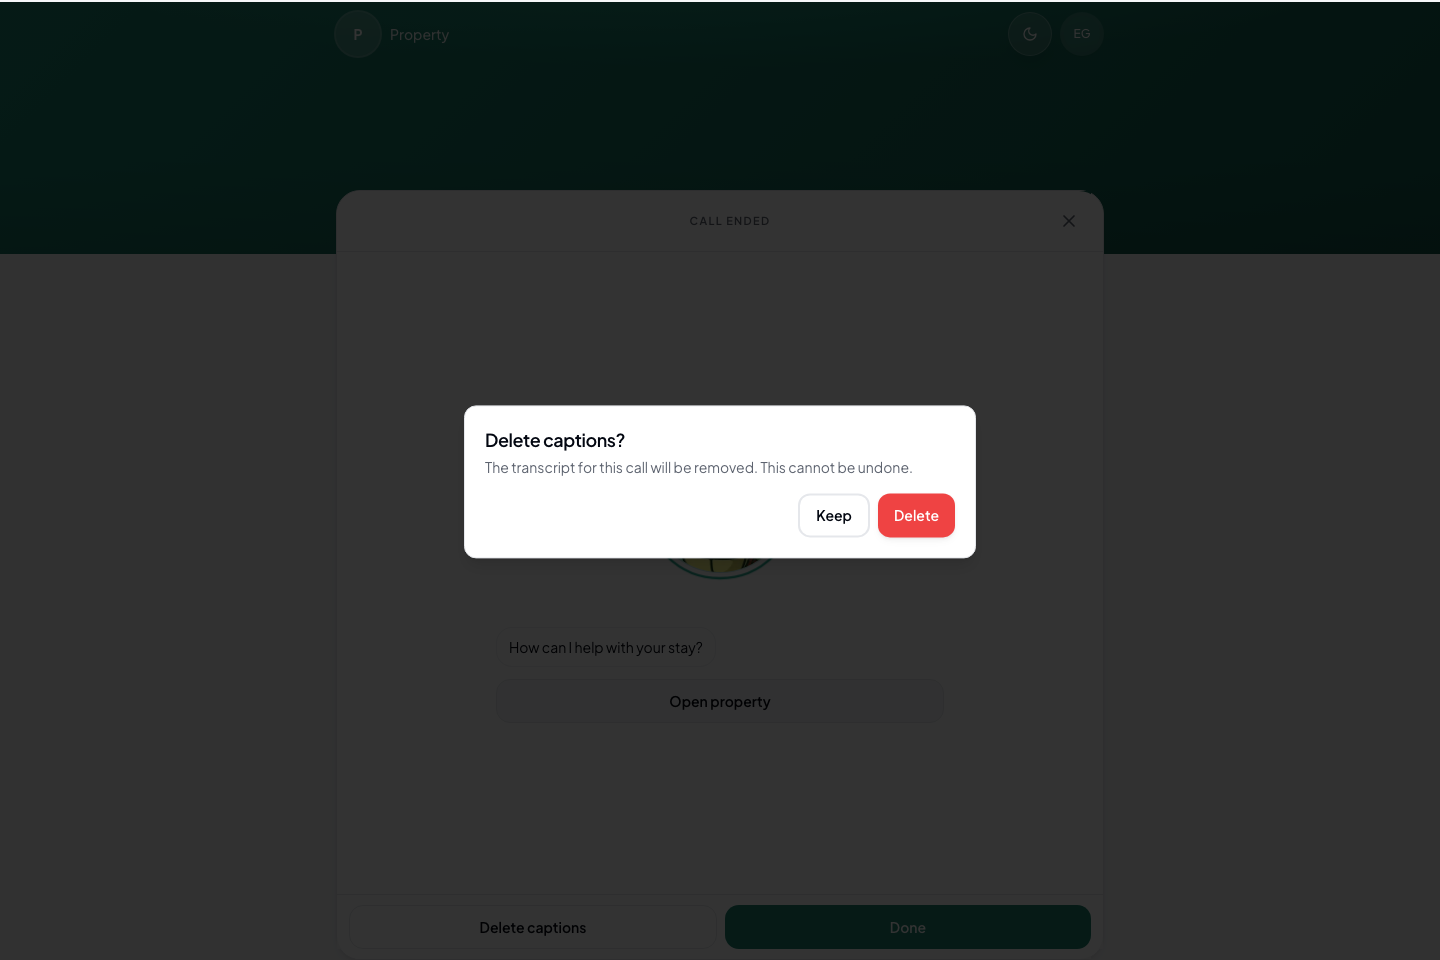 P
Property
EG
CALL ENDED
Delete captions?
The transcript for this call will be removed. This cannot be undone.
Keep
Delete
How can I help with your stay?
Open property
Delete captions
Done